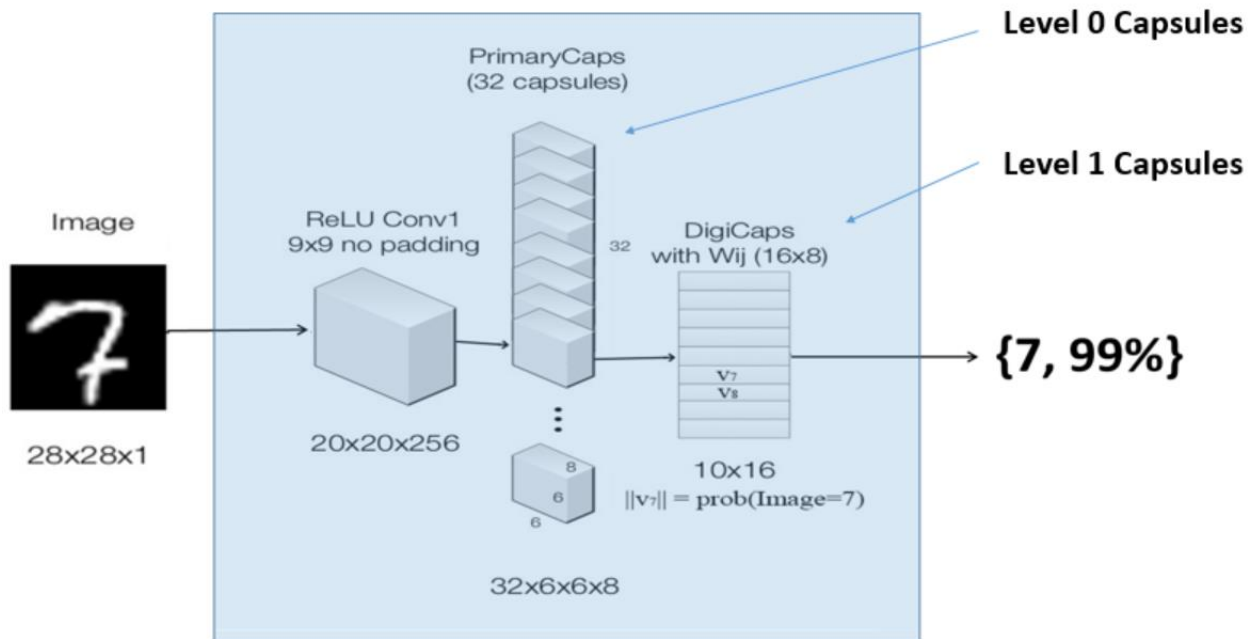 Level 0 Capsules
PrimaryCaps
(32 capsules)
Level 1 Capsules
Image
ReLU Conv1
9x9 no padding
32
DigiCaps
with Wij (16x8)
{7, 99%}
v₇
v₈
28x28x1
20x20x256
8
6
6
10x16
||v₇|| = prob(Image=7)
32x6x6x8